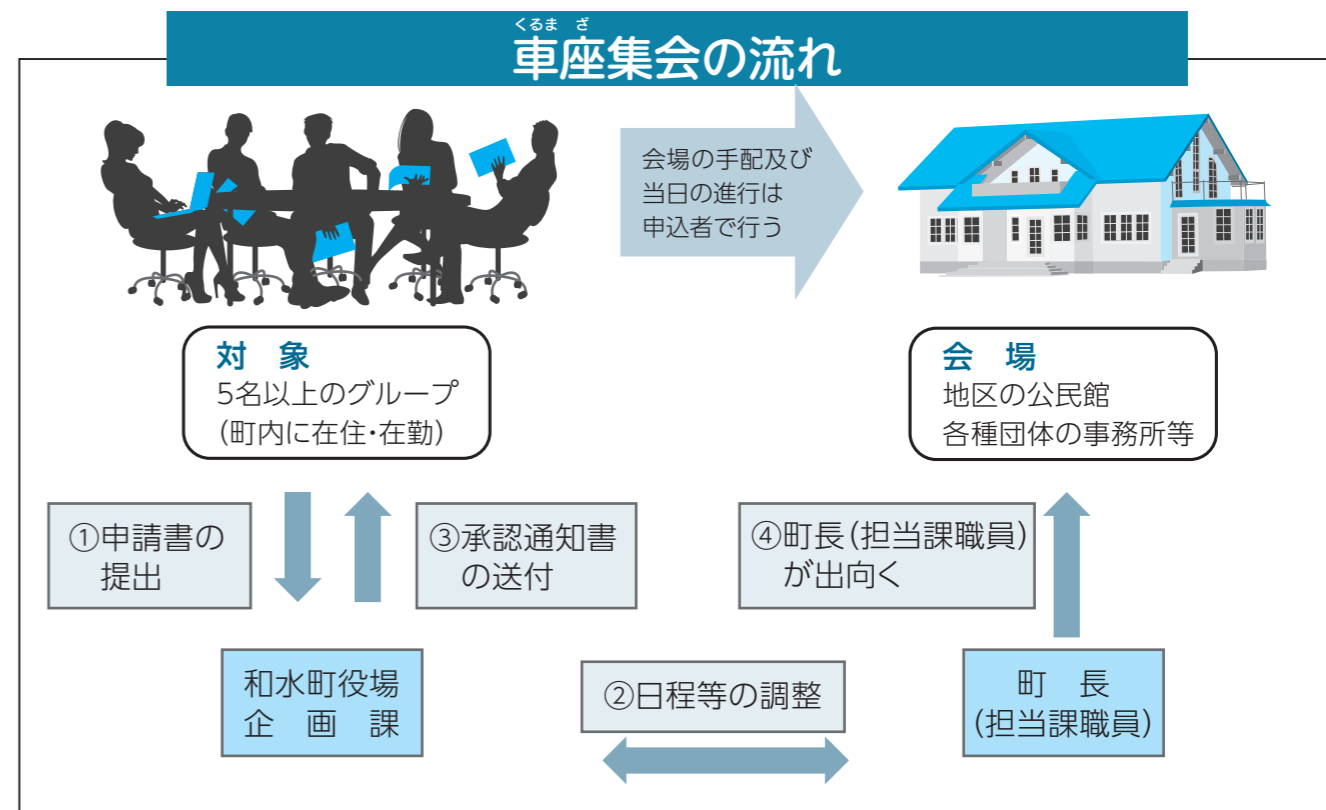 くるまざ
車座集会の流れ
会場の手配及び
当日の進行は
申込者で行う
対　象
5名以上のグループ
(町内に在住・在勤)
会　場
地区の公民館
各種団体の事務所等
①申請書の
提出
③承認通知書
の送付
④町長(担当課職員)
が出向く
和水町役場
企　画　課
②日程等の調整
町　長
(担当課職員)